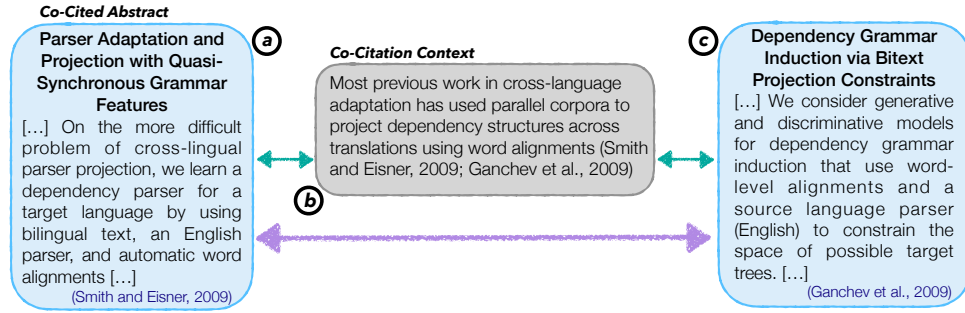 Co-Cited Abstract
a
Parser Adaptation and
Projection with Quasi-
Synchronous Grammar
Features
[…] On the more difficult
problem of cross-lingual
parser projection, we learn a
dependency parser for a
target language by using
bilingual text, an English
parser, and automatic word
alignments […]
(Smith and Eisner, 2009)
Co-Citation Context
Most previous work in cross-language
adaptation has used parallel corpora to
project dependency structures across
translations using word alignments (Smith
and Eisner, 2009; Ganchev et al., 2009)
b
c
Dependency Grammar
Induction via Bitext
Projection Constraints
[…] We consider generative
and discriminative models
for dependency grammar
induction that use word-
level alignments and a
source language parser
(English) to constrain the
space of possible target
trees. […]
(Ganchev et al., 2009)